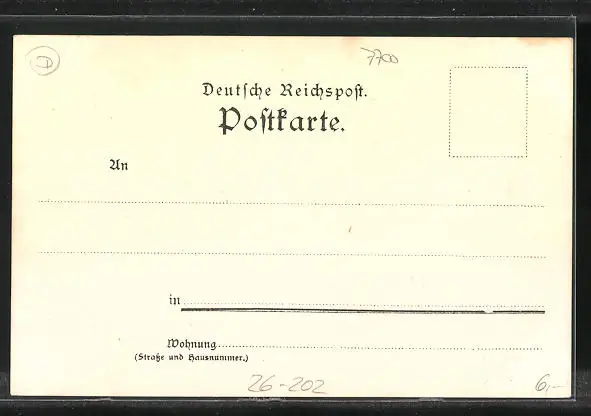 D 7700
Deutsche Reichspost.
Postkarte.
An
in
Wohnung
(Straße und Hausnummer.)
26-202 6,-